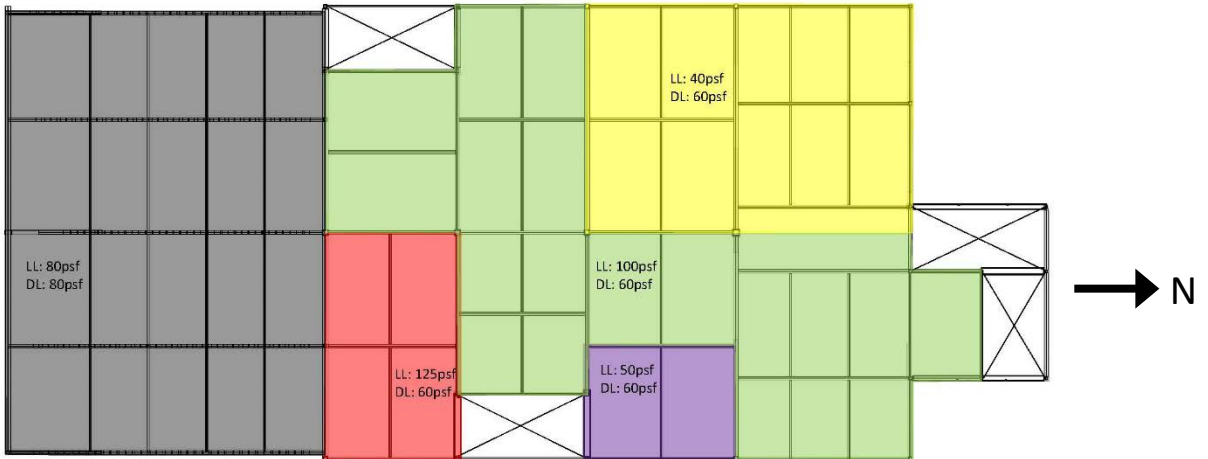 LL: 40psf
DL: 60psf
LL: 80psf
DL: 80psf
LL: 100psf
DL: 60psf
N
LL: 125psf
DL: 60psf
LL: 50psf
DL: 60psf